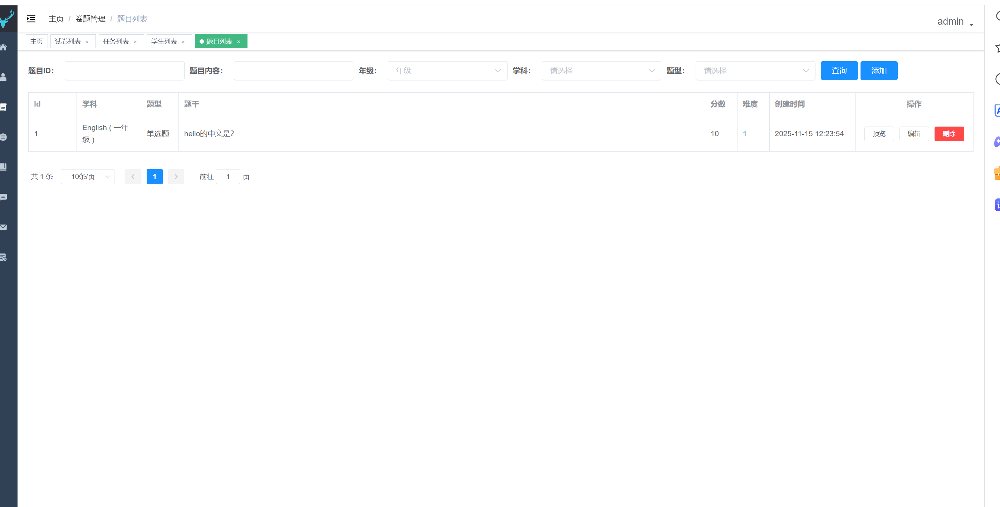 主页 / 卷题管理 / 题目列表
admin
主页 试卷列表 × 任务列表 × 学生列表 × 题目列表 ×
题目ID： 题目内容： 年级： 年级 学科： 请选择 题型： 请选择 查询 添加
Id 学科 题型 题干 分数 难度 创建时间 操作
1 English ( 一年级 ) 单选题 hello的中文是? 10 1 2025-11-15 12:23:54 预览 编辑 删除
共 1 条 10条/页 1 前往 1 页